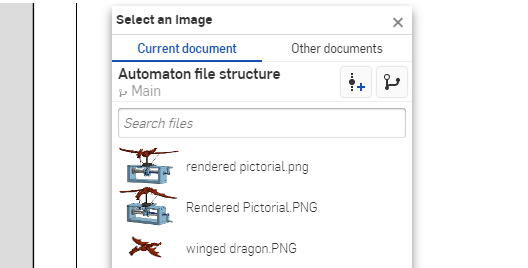 Select an Image
Current document Other documents
Automaton file structure
Main
Search files
rendered pictorial.png
Rendered Pictorial.PNG
winged dragon.PNG